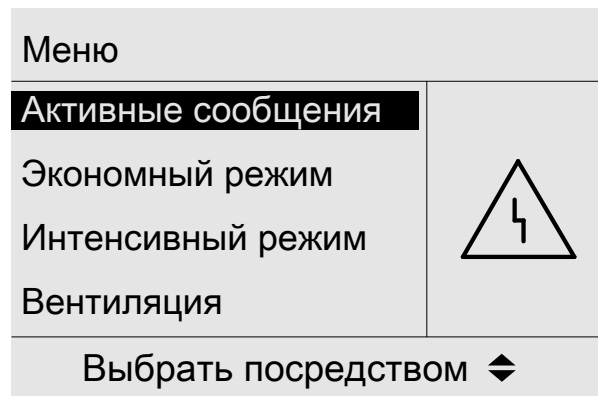 Меню
Активные сообщения
Экономный режим
Интенсивный режим
Вентиляция
Выбрать посредством